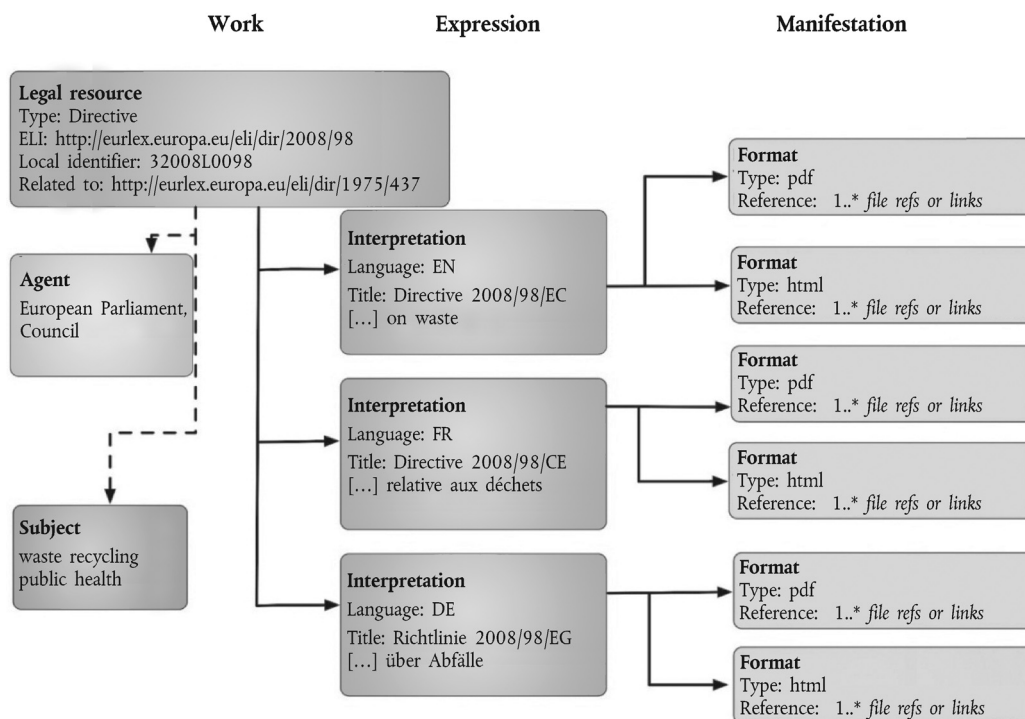 Work
Expression
Manifestation
Legal resource
Type: Directive
ELI: http://eurlex.europa.eu/eli/dir/2008/98
Local identifier: 32008L0098
Related to: http://eurlex.europa.eu/eli/dir/1975/437
Agent
European Parliament,
Council
Subject
waste recycling
public health
Interpretation
Language: EN
Title: Directive 2008/98/EC
[...] on waste
Interpretation
Language: FR
Title: Directive 2008/98/CE
[...] relative aux déchets
Interpretation
Language: DE
Title: Richtlinie 2008/98/EG
[...] über Abfälle
Format
Type: pdf
Reference: 1..* file refs or links
Format
Type: html
Reference: 1..* file refs or links
Format
Type: pdf
Reference: 1..* file refs or links
Format
Type: html
Reference: 1..* file refs or links
Format
Type: pdf
Reference: 1..* file refs or links
Format
Type: html
Reference: 1..* file refs or links